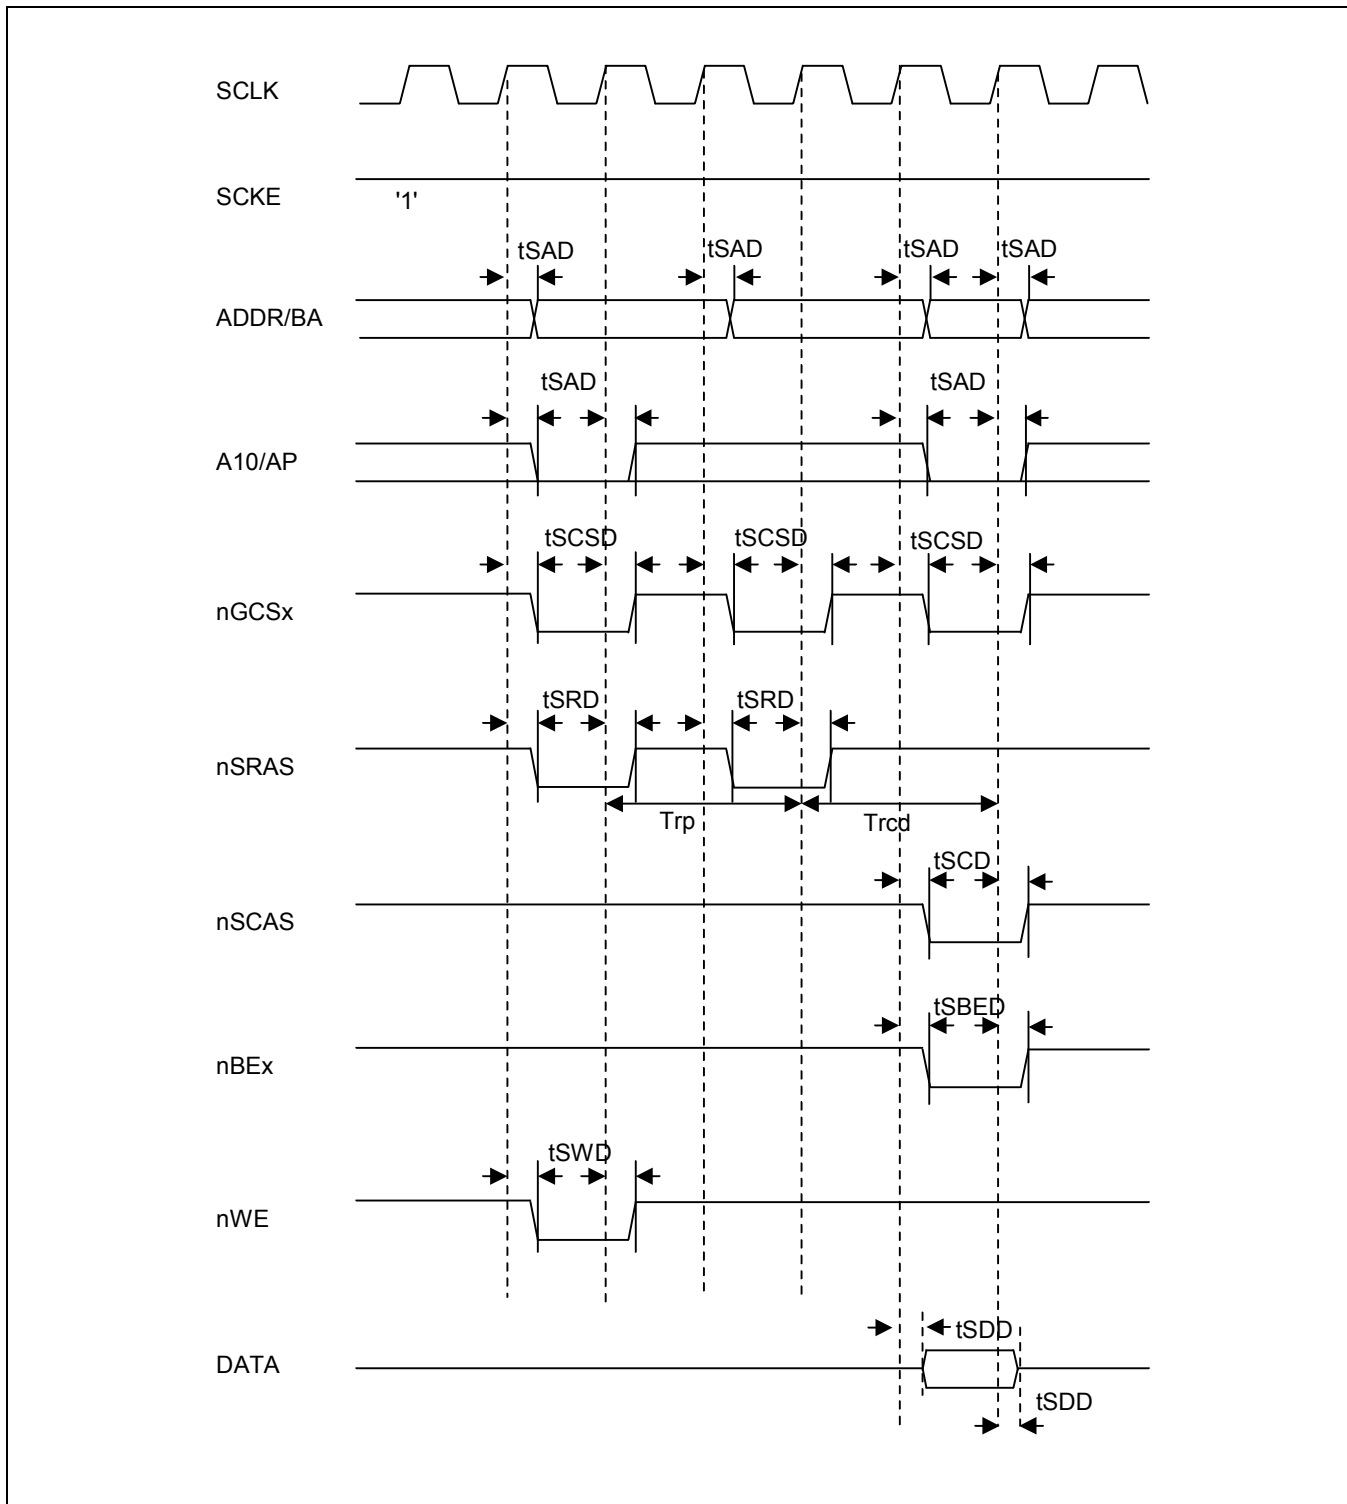 SCLK
SCKE
'1'
tSAD tSAD tSAD tSAD
ADDR/BA
tSAD tSAD
A10/AP
tSCSD tSCSD tSCSD
nGCSx
tSRD tSRD
nSRAS
Trp Trcd
tSCD
nSCAS
tSBED
nBEx
tSWD
nWE
tSDD
DATA
tSDD